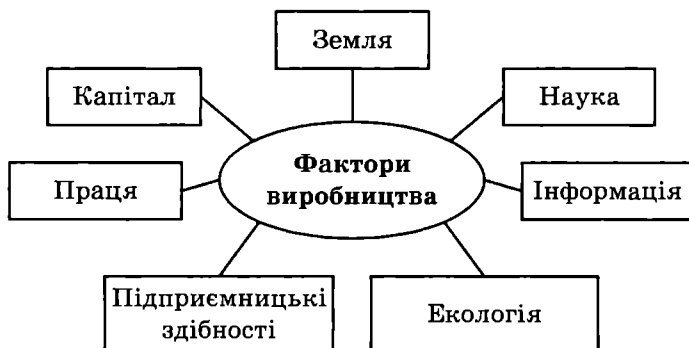 Земля
Капітал
Наука
Фактори
виробництва
Праця
Інформація
Підприємницькі
здібності
Екологія